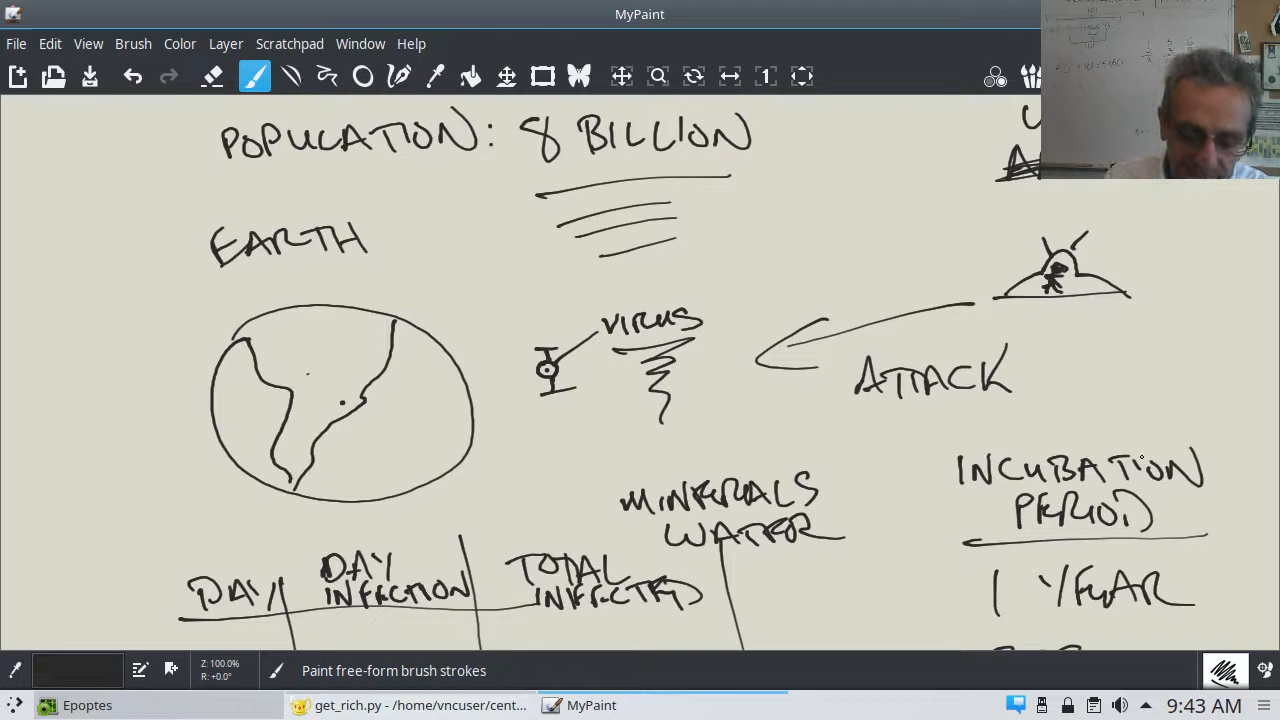 MyPaint
File Edit View Brush Color Layer Scratchpad Window Help
POPULATION: 8 BILLION
EARTH
VIRUS
ATTACK
MINERALS
WATER
INCUBATION
PERIOD
1 YEAR
DAY
DAY
INFECTION
TOTAL
INFECTED
Z: 100.0%
R: +0.0°
Paint free-form brush strokes
Epoptes
get_rich.py - /home/vncuser/cent...
MyPaint
9:43 AM